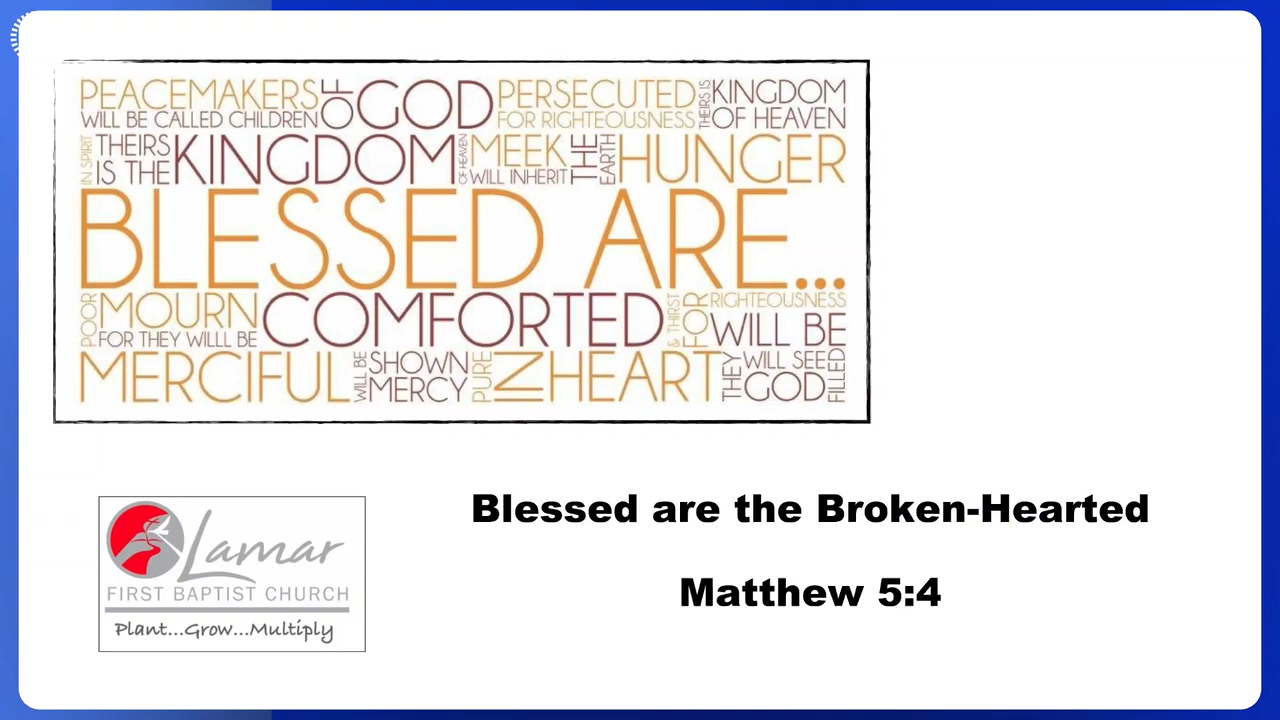 PEACEMAKERS OF GOD PERSECUTED THEIRS IS KINGDOM
WILL BE CALLED CHILDREN FOR RIGHTEOUSNESS OF HEAVEN
IN SPIRIT THEIRS KINGDOM OF HEAVEN MEEK THE EARTH HUNGER
IS THE WILL INHERIT
BLESSED ARE...
POOR MOURN COMFORTED & THIRST FOR RIGHTEOUSNESS
FOR THEY WILLL BE WILL BE
MERCIFUL WILL BE SHOWN PURE IN HEART THEY WILL SEE FILLED
MERCY GOD
Lamar
FIRST BAPTIST CHURCH
Plant...Grow...Multiply
Blessed are the Broken-Hearted
Matthew 5:4